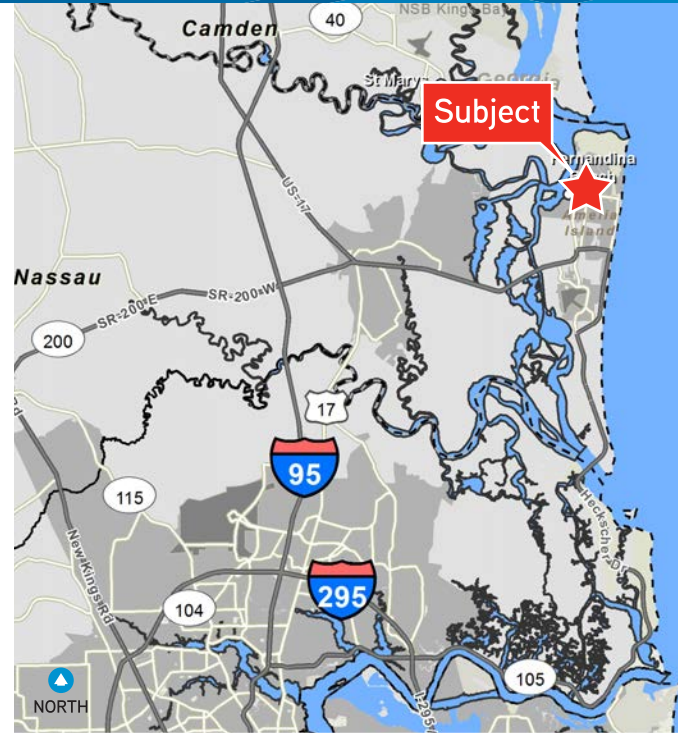 NSB Kings Bay
40
Camden
Georgia
St Marys
Subject
Fernandina
Beach
Amelia
Island
US-17
Nassau
SR-200-E
SR-200-W
200
17
95
115
Heckscher Dr
New Kings Rd
295
104
105
I-295
NORTH